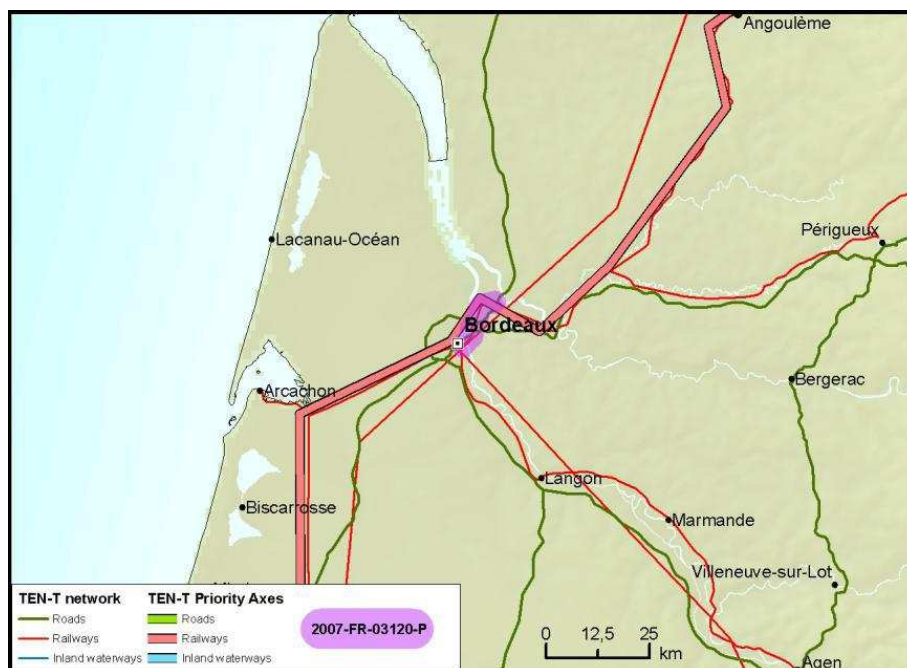 Angoulême
Périgueux
Lacanau-Océan
Bordeaux
Bergerac
Arcachon
Langon
Biscarrosse
Marmande
Villeneuve-sur-Lot
Agen
TEN-T network
TEN-T Priority Axes
Roads
Roads
Railways
Railways
Inland waterways
Inland waterways
2007-FR-03120-P
0 12,5 25
km